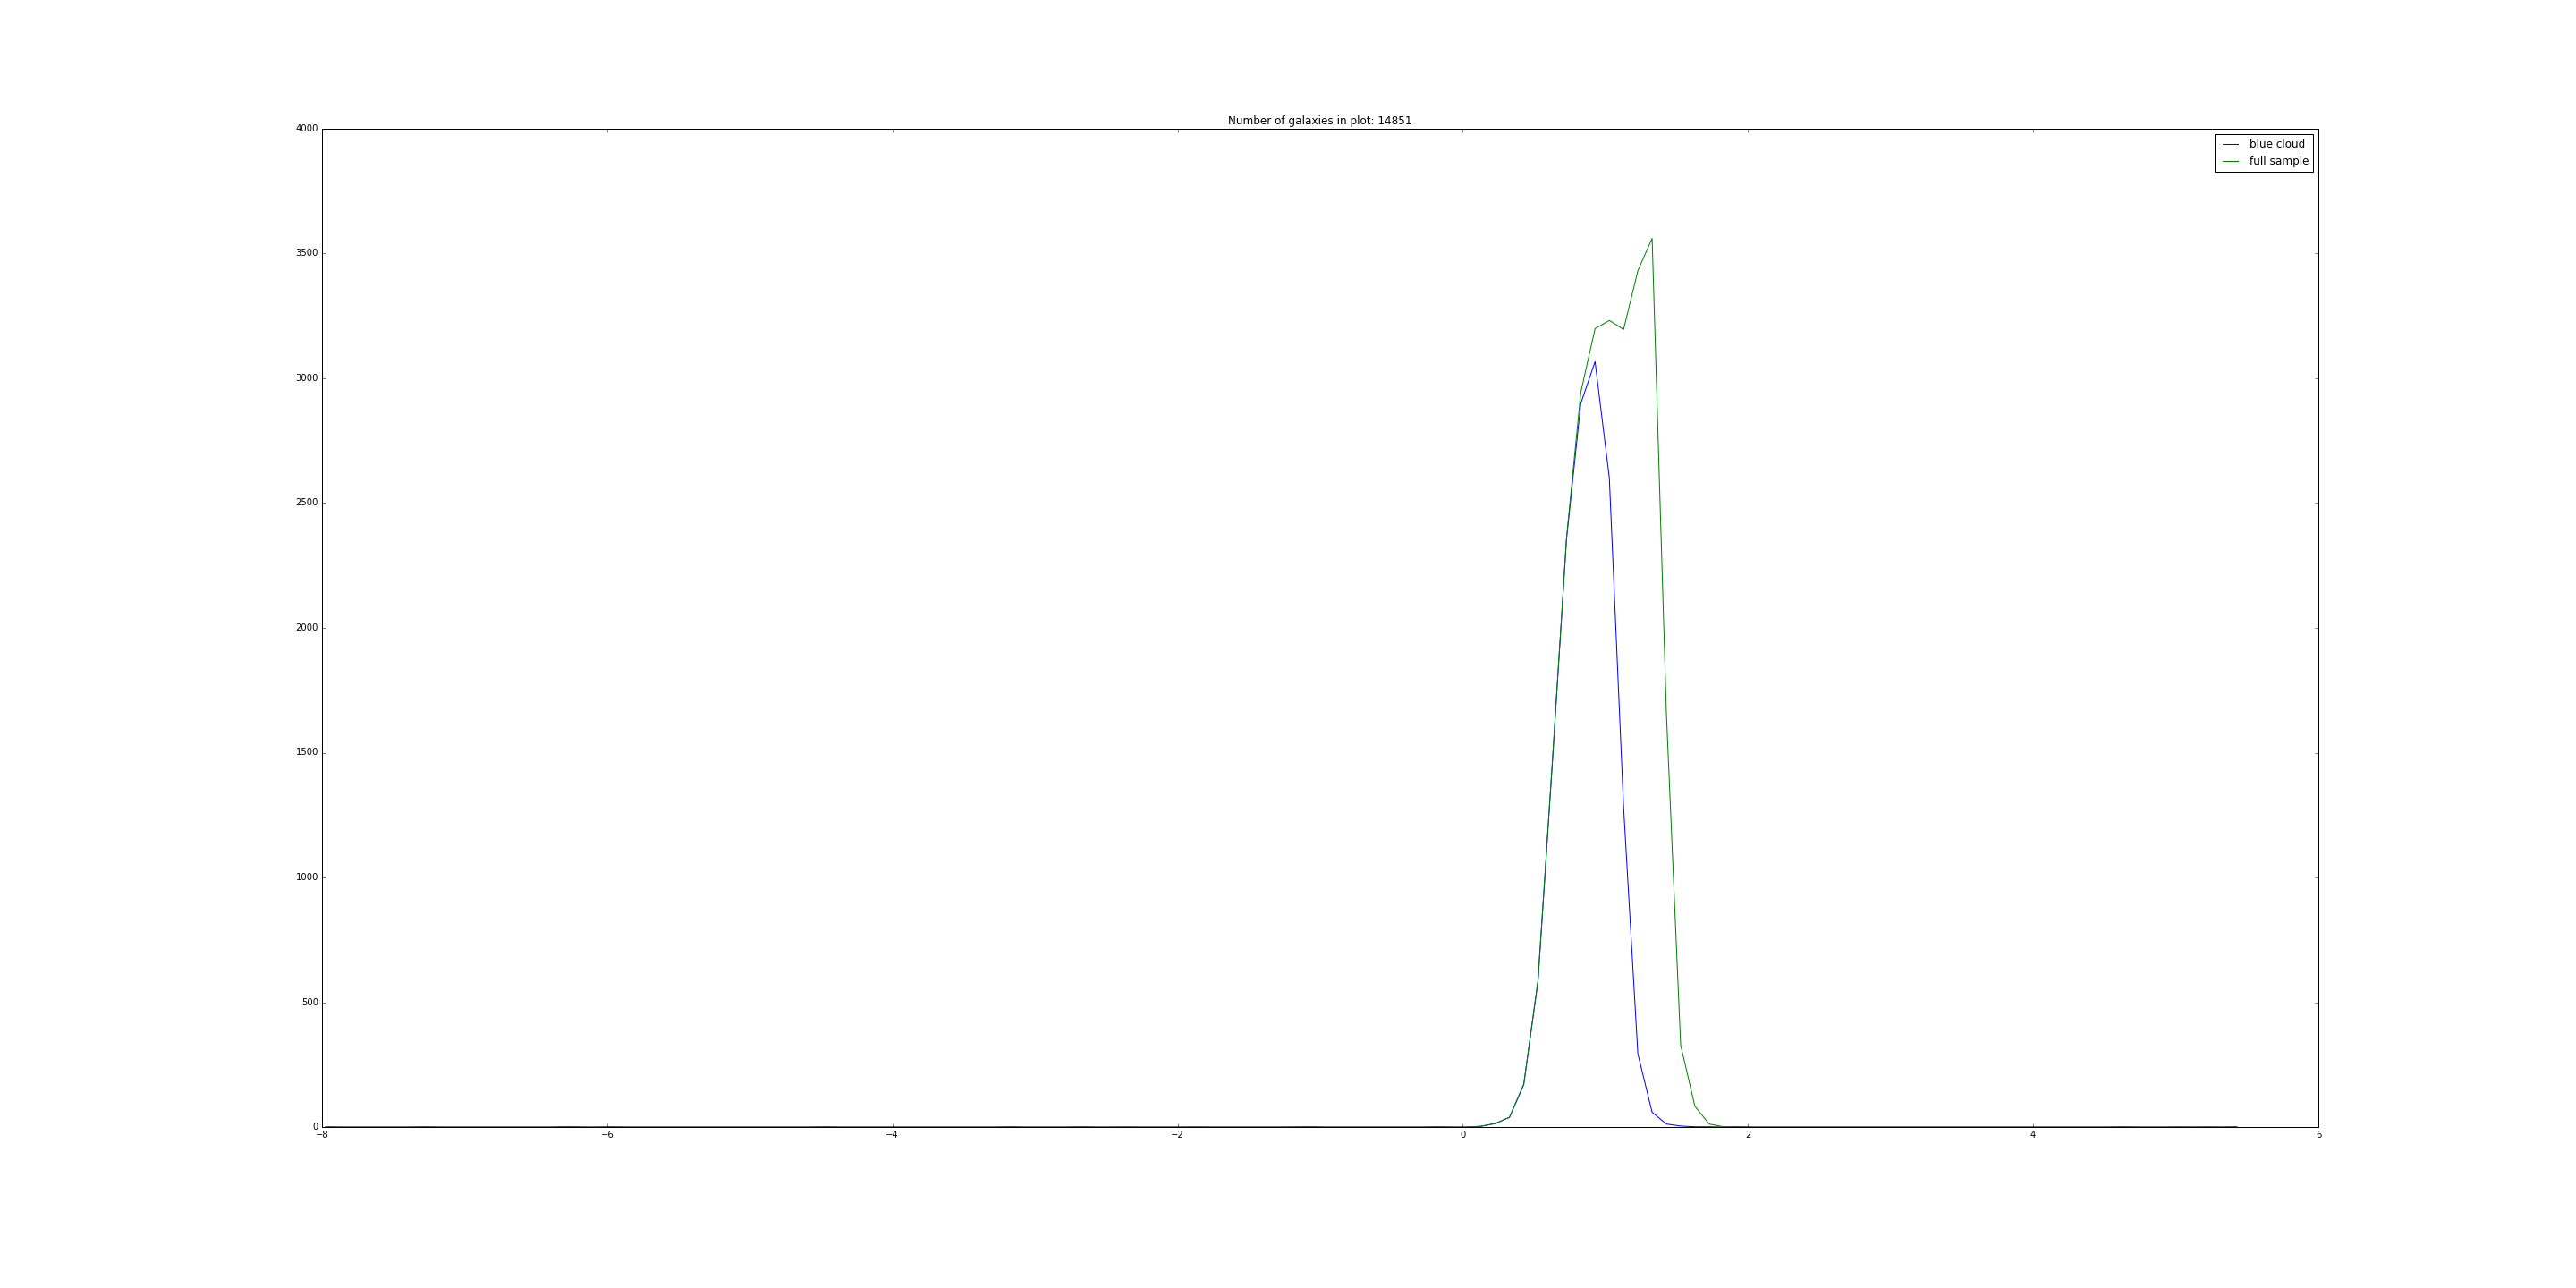 Number of galaxies in plot: 14851
blue cloud
full sample
4000
3500
3000
2500
2000
1500
1000
500
0
−8 −6 −4 −2 0 2 4 6